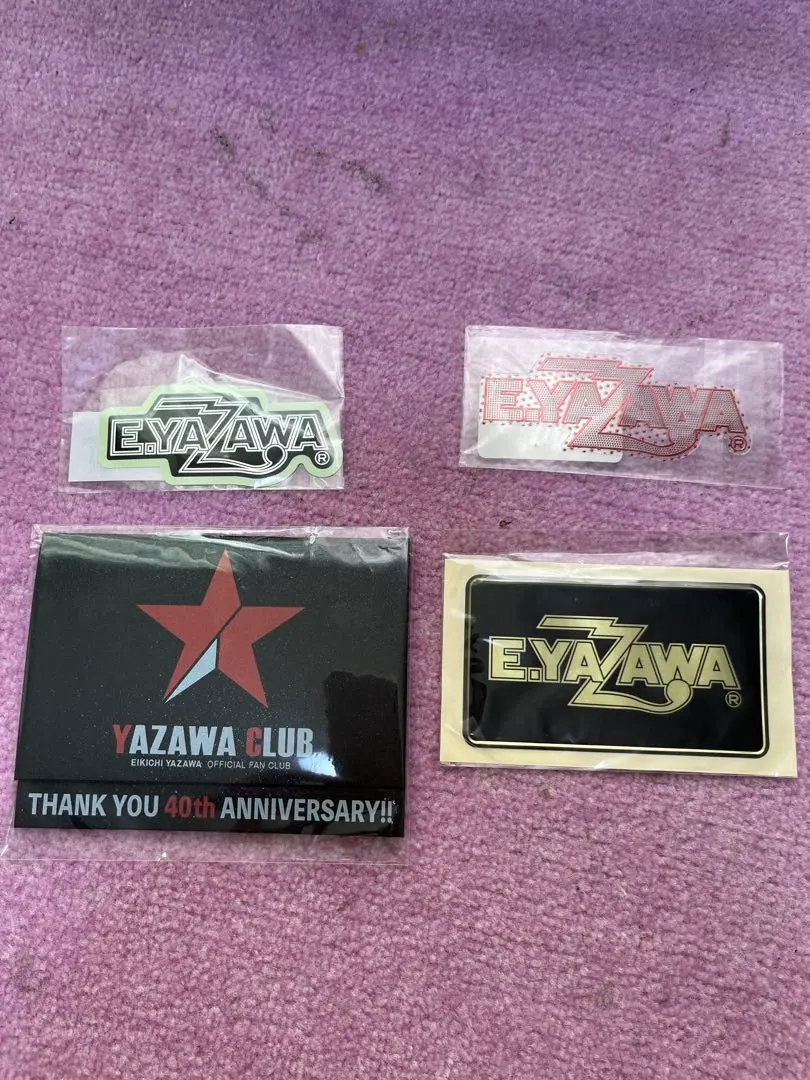 E.YAZAWA®
E.YAZAWA®
YAZAWA CLUB
EIKICHI YAZAWA OFFICIAL FAN CLUB
THANK YOU 40th ANNIVERSARY!!
E.YAZAWA®